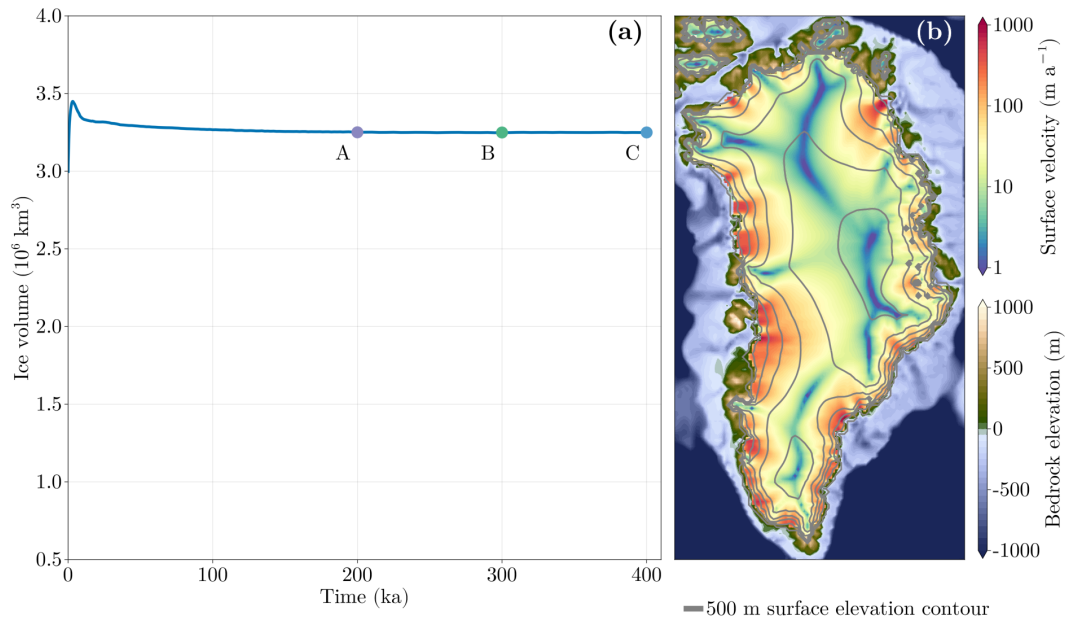 (a)
Ice volume (10⁶ km³)
4.0
3.5
3.0
2.5
2.0
1.5
1.0
0.5
A
B
C
0
100
200
300
400
Time (ka)
(b)
1000
100
10
1
Surface velocity (m a⁻¹)
1000
500
0
-500
-1000
Bedrock elevation (m)
500 m surface elevation contour